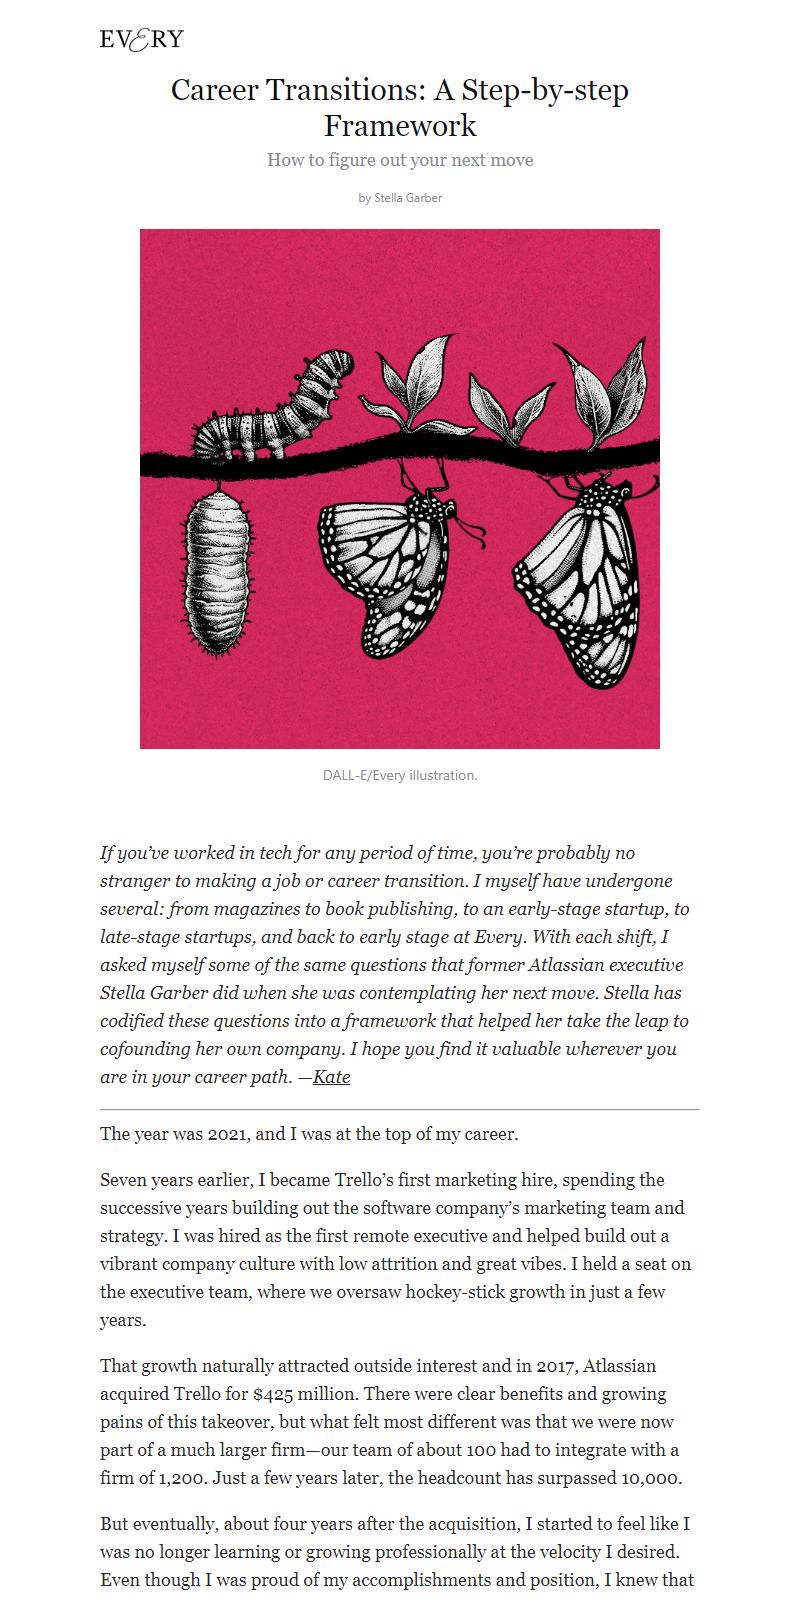 EVERY
Career Transitions: A Step-by-step
Framework
How to figure out your next move
by Stella Garber
DALL-E/Every illustration.
If you’ve worked in tech for any period of time, you’re probably no
stranger to making a job or career transition. I myself have undergone
several: from magazines to book publishing, to an early-stage startup, to
late-stage startups, and back to early stage at Every. With each shift, I
asked myself some of the same questions that former Atlassian executive
Stella Garber did when she was contemplating her next move. Stella has
codified these questions into a framework that helped her take the leap to
cofounding her own company. I hope you find it valuable wherever you
are in your career path. —Kate
The year was 2021, and I was at the top of my career.
Seven years earlier, I became Trello’s first marketing hire, spending the
successive years building out the software company’s marketing team and
strategy. I was hired as the first remote executive and helped build out a
vibrant company culture with low attrition and great vibes. I held a seat on
the executive team, where we oversaw hockey-stick growth in just a few
years.
That growth naturally attracted outside interest and in 2017, Atlassian
acquired Trello for $425 million. There were clear benefits and growing
pains of this takeover, but what felt most different was that we were now
part of a much larger firm—our team of about 100 had to integrate with a
firm of 1,200. Just a few years later, the headcount has surpassed 10,000.
But eventually, about four years after the acquisition, I started to feel like I
was no longer learning or growing professionally at the velocity I desired.
Even though I was proud of my accomplishments and position, I knew that